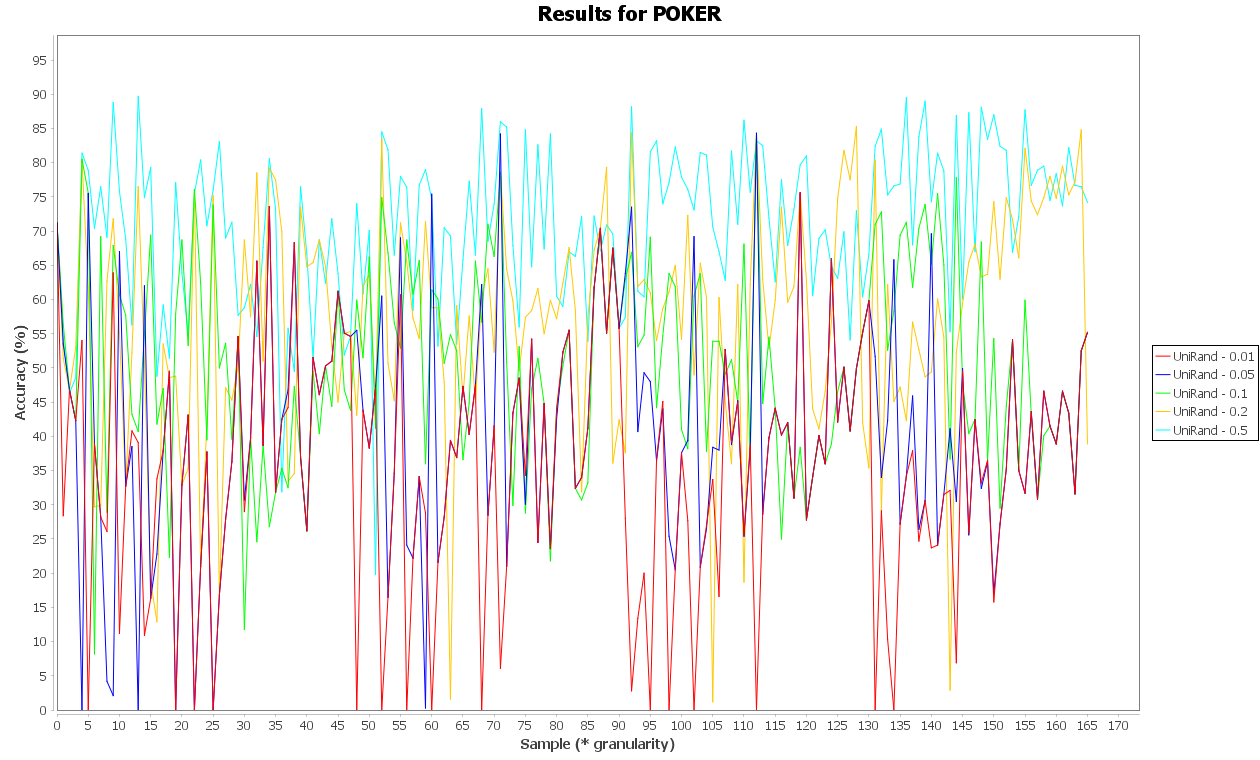 Results for POKER
Accuracy (%)
95
90
85
80
75
70
65
60
55
50
45
40
35
30
25
20
15
10
5
0
0 5 10 15 20 25 30 35 40 45 50 55 60 65 70 75 80 85 90 95 100 105 110 115 120 125 130 135 140 145 150 155 160 165 170
Sample (* granularity)
UniRand - 0.01
UniRand - 0.05
UniRand - 0.1
UniRand - 0.2
UniRand - 0.5